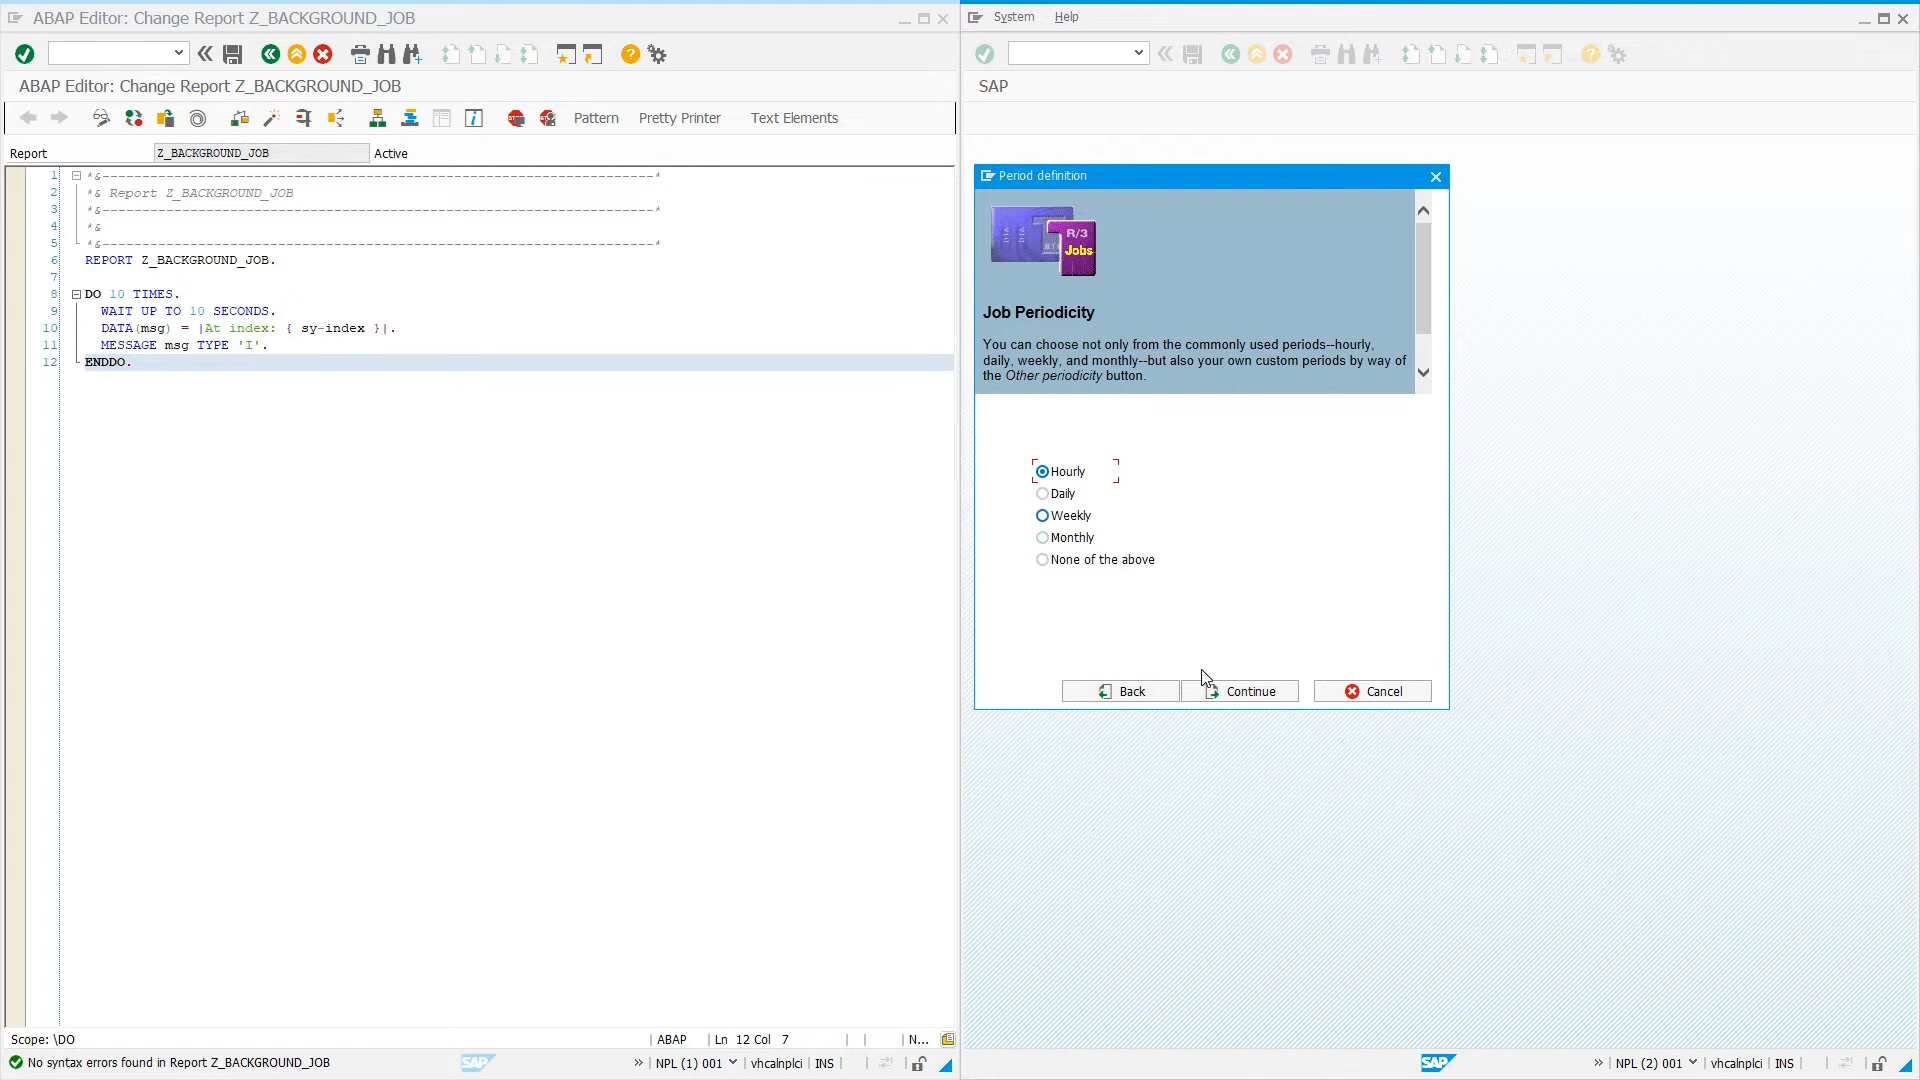 ABAP Editor: Change Report Z_BACKGROUND_JOB
ABAP Editor: Change Report Z_BACKGROUND_JOB
Pattern Pretty Printer Text Elements
Report Z_BACKGROUND_JOB Active
1 *&---------------------------------------------------------------------*
2 *& Report Z_BACKGROUND_JOB
3 *&---------------------------------------------------------------------*
4 *&
5 *&---------------------------------------------------------------------*
6 REPORT Z_BACKGROUND_JOB.
7
8 DO 10 TIMES.
9 WAIT UP TO 10 SECONDS.
10 DATA(msg) = |At index: { sy-index }|.
11 MESSAGE msg TYPE 'I'.
12 ENDDO.
Scope: \DO ABAP Ln 12 Col 7 N...
No syntax errors found in Report Z_BACKGROUND_JOB SAP » NPL (1) 001 vhcalnplci INS
System Help
SAP
Period definition
R/3
Jobs
Job Periodicity
You can choose not only from the commonly used periods--hourly,
daily, weekly, and monthly--but also your own custom periods by way of
the Other periodicity button.
Hourly
Daily
Weekly
Monthly
None of the above
Back Continue Cancel
SAP » NPL (2) 001 vhcalnplci INS